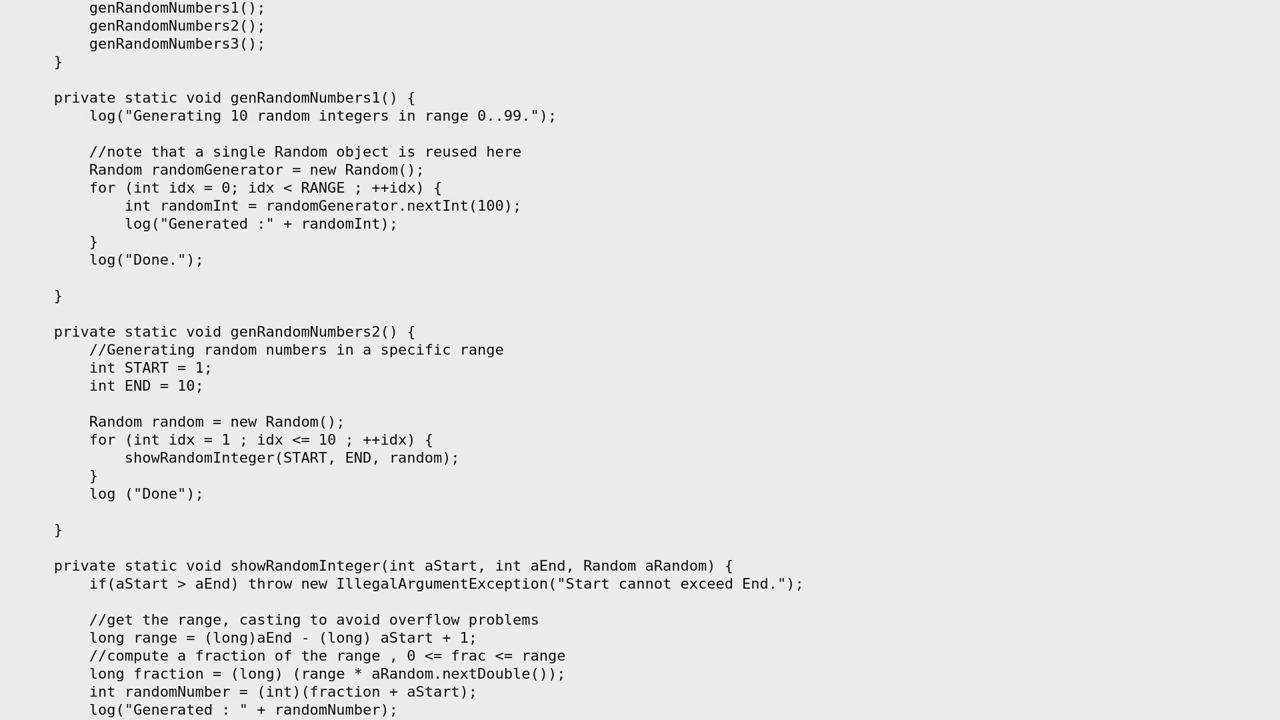 genRandomNumbers1();
genRandomNumbers2();
genRandomNumbers3();
}
private static void genRandomNumbers1() {
log("Generating 10 random integers in range 0..99.");
//note that a single Random object is reused here
Random randomGenerator = new Random();
for (int idx = 0; idx < RANGE ; ++idx) {
int randomInt = randomGenerator.nextInt(100);
log("Generated :" + randomInt);
}
log("Done.");
}
private static void genRandomNumbers2() {
//Generating random numbers in a specific range
int START = 1;
int END = 10;
Random random = new Random();
for (int idx = 1 ; idx <= 10 ; ++idx) {
showRandomInteger(START, END, random);
}
log ("Done");
}
private static void showRandomInteger(int aStart, int aEnd, Random aRandom) {
if(aStart > aEnd) throw new IllegalArgumentException("Start cannot exceed End.");
//get the range, casting to avoid overflow problems
long range = (long)aEnd - (long) aStart + 1;
//compute a fraction of the range , 0 <= frac <= range
long fraction = (long) (range * aRandom.nextDouble());
int randomNumber = (int)(fraction + aStart);
log("Generated : " + randomNumber);